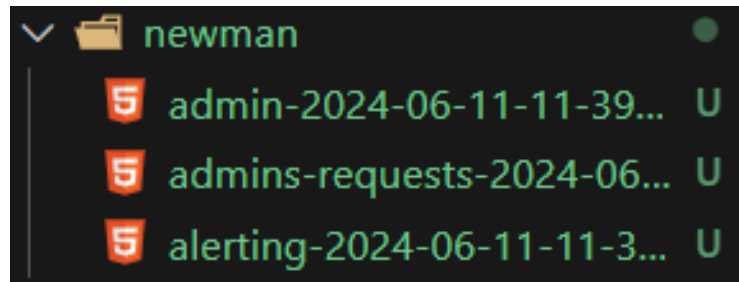 newman
admin-2024-06-11-11-39... U
admins-requests-2024-06... U
alerting-2024-06-11-11-3... U